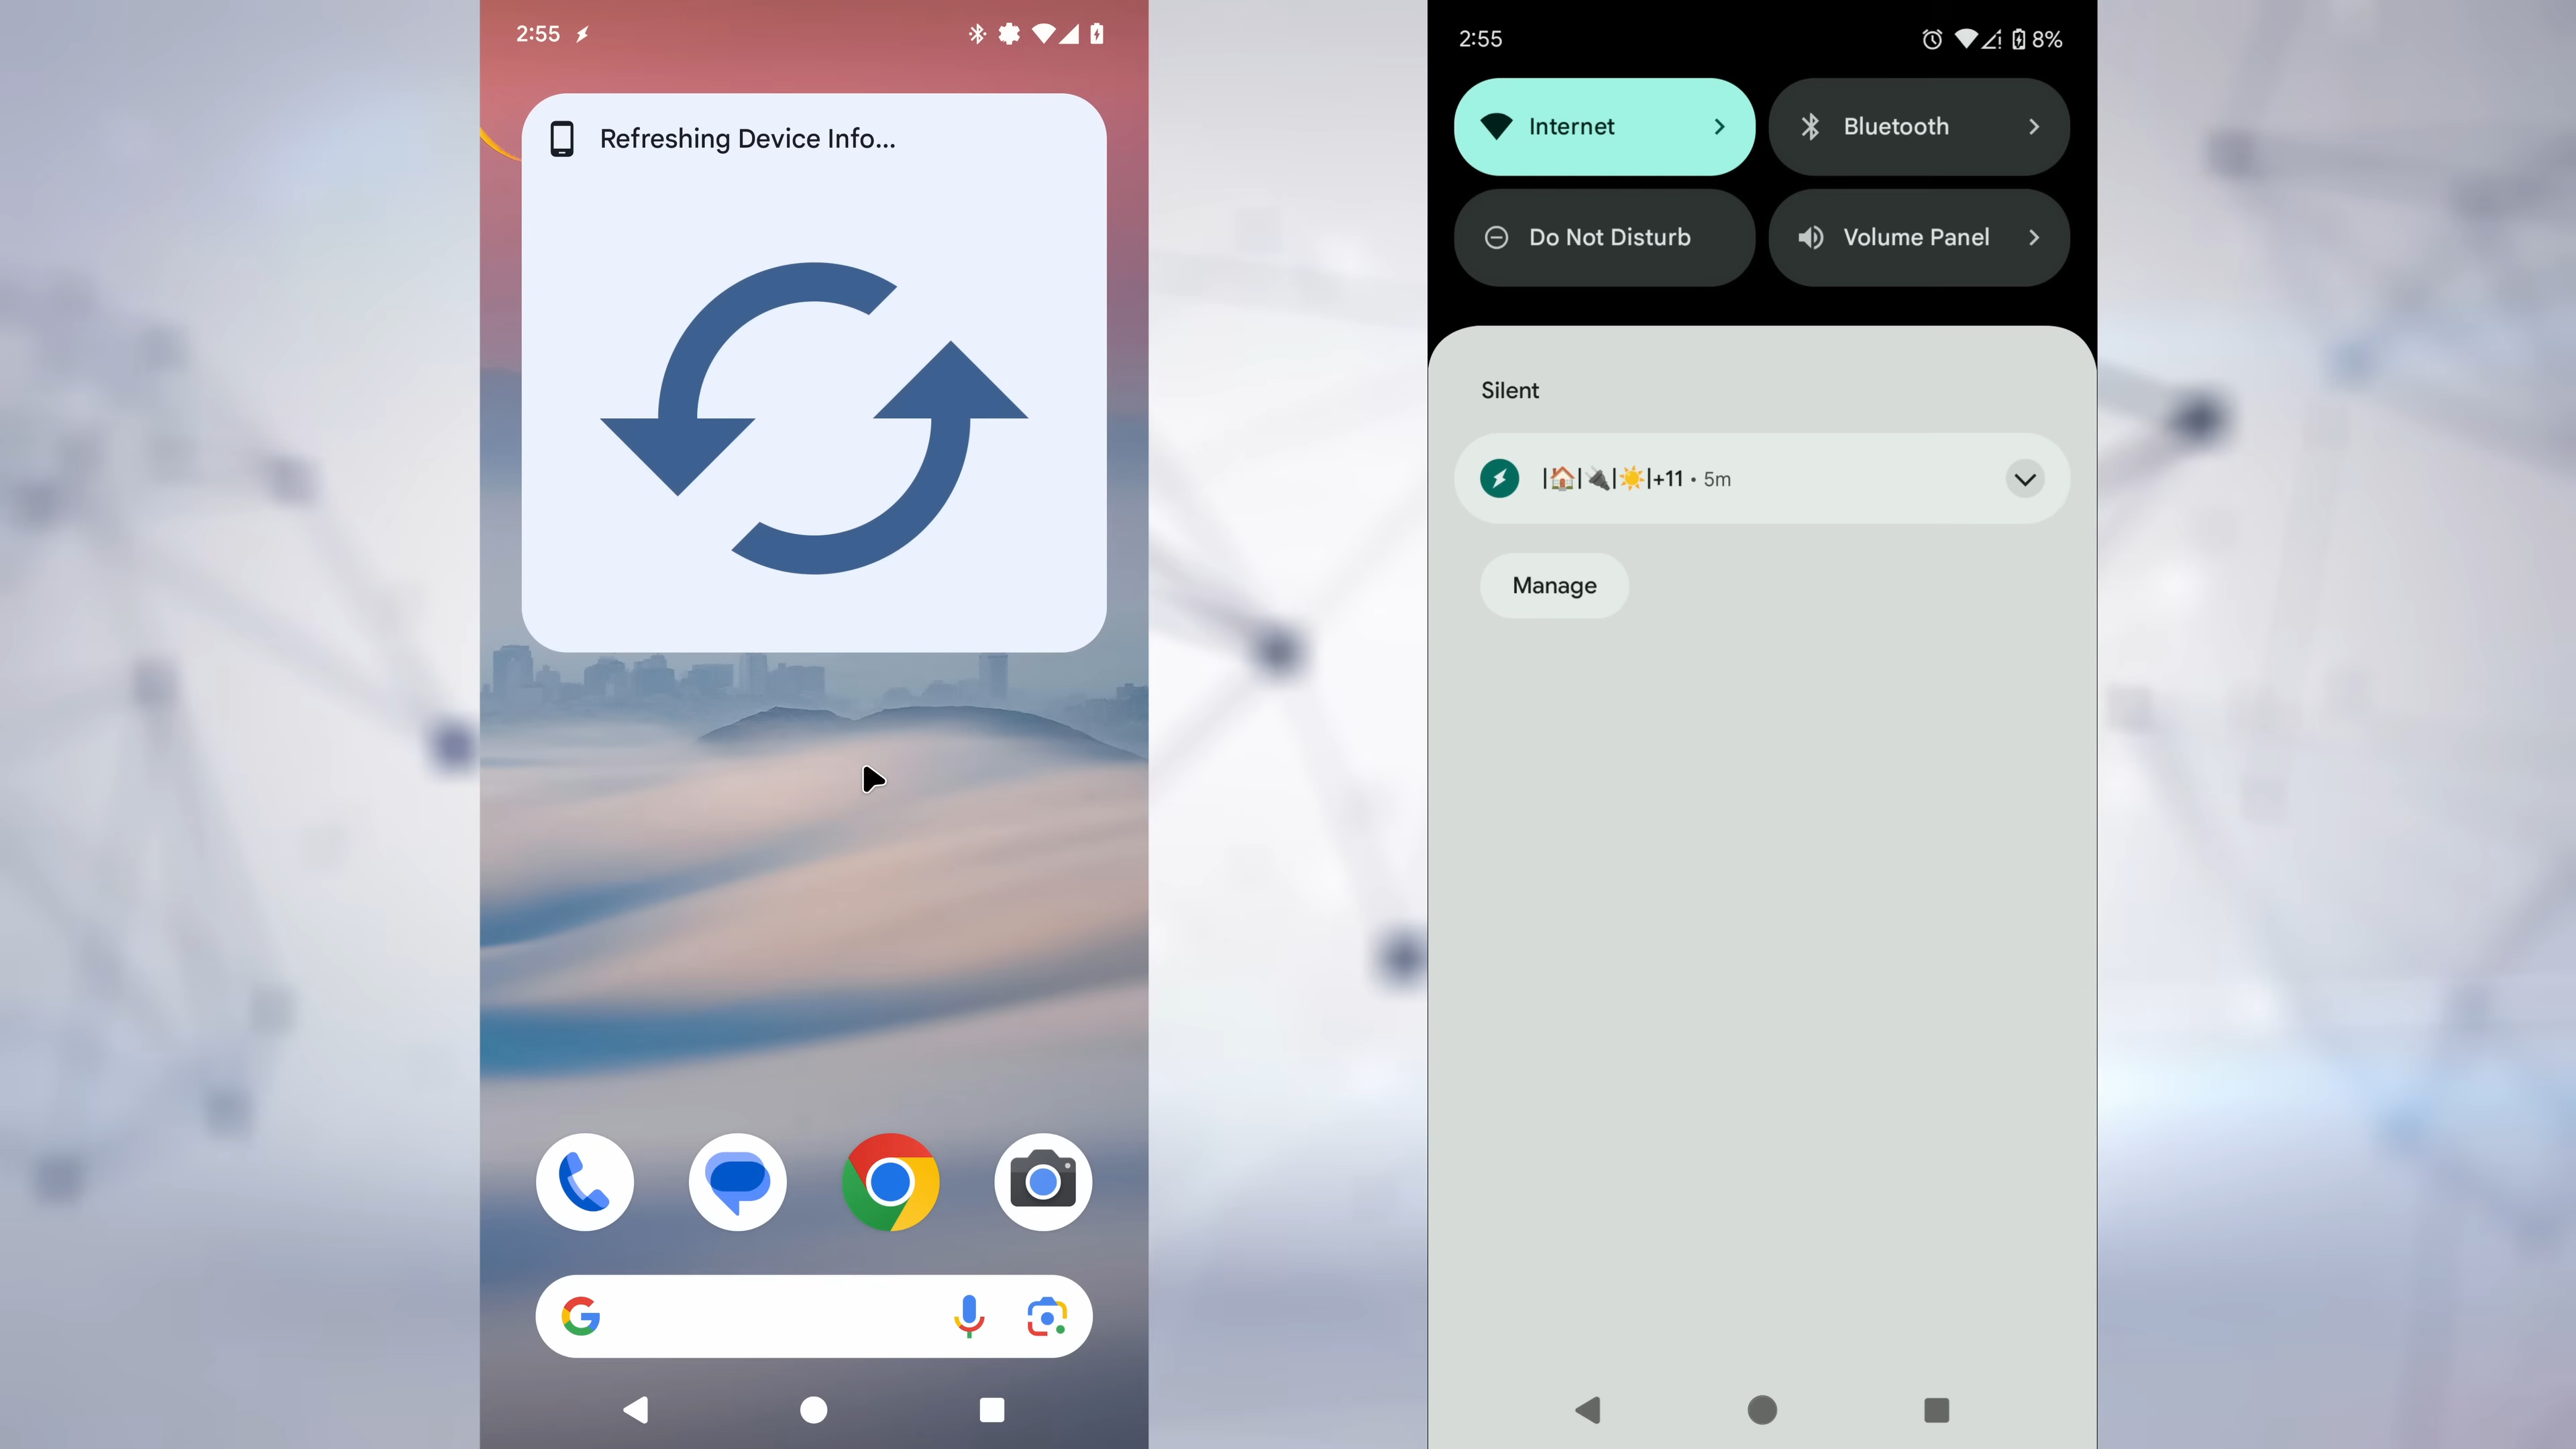 2:55
Refreshing Device Info...
2:55
8%
Internet
Bluetooth
Do Not Disturb
Volume Panel
Silent
|🏠|🔌|☀️|+11 • 5m
Manage